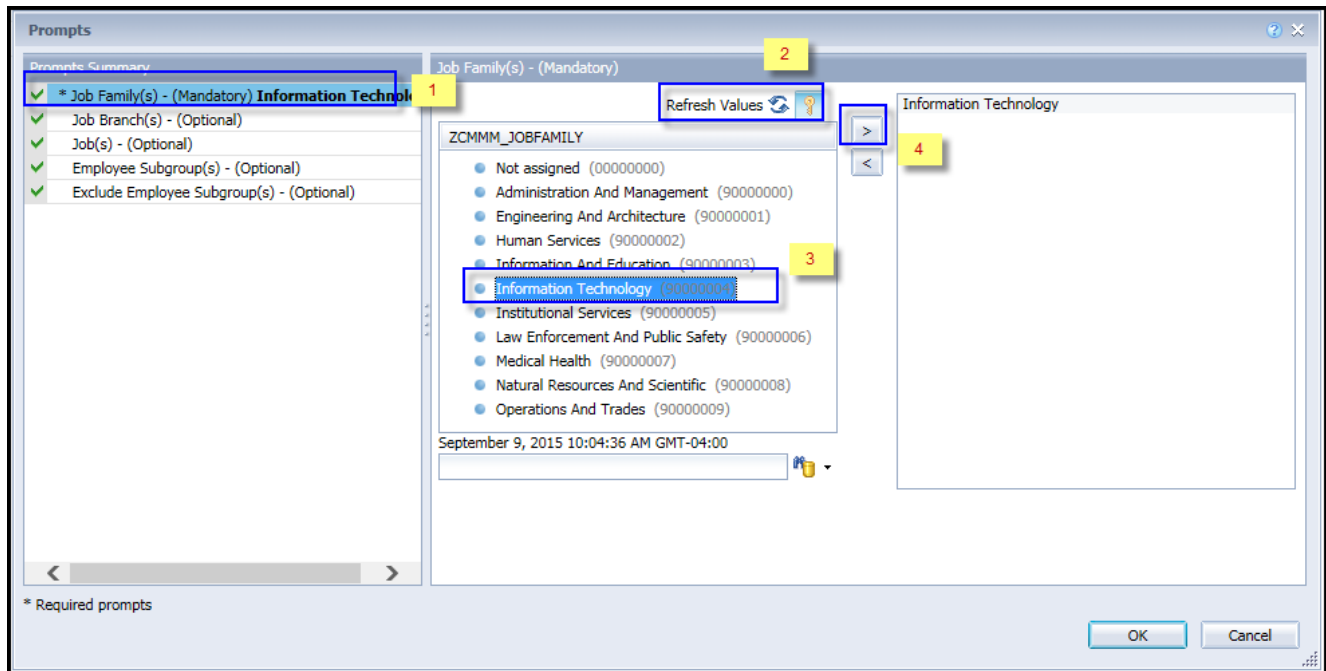 Prompts
Prompts Summary
* Job Family(s) - (Mandatory) Information Technol
Job Branch(s) - (Optional)
Job(s) - (Optional)
Employee Subgroup(s) - (Optional)
Exclude Employee Subgroup(s) - (Optional)
1
Job Family(s) - (Mandatory)
2
Refresh Values
ZCMMM_JOBFAMILY
Not assigned (00000000)
Administration And Management (90000000)
Engineering And Architecture (90000001)
Human Services (90000002)
Information And Education (90000003)
3
Information Technology (90000004)
Institutional Services (90000005)
Law Enforcement And Public Safety (90000006)
Medical Health (90000007)
Natural Resources And Scientific (90000008)
Operations And Trades (90000009)
September 9, 2015 10:04:36 AM GMT-04:00
>
<
4
Information Technology
* Required prompts
OK
Cancel